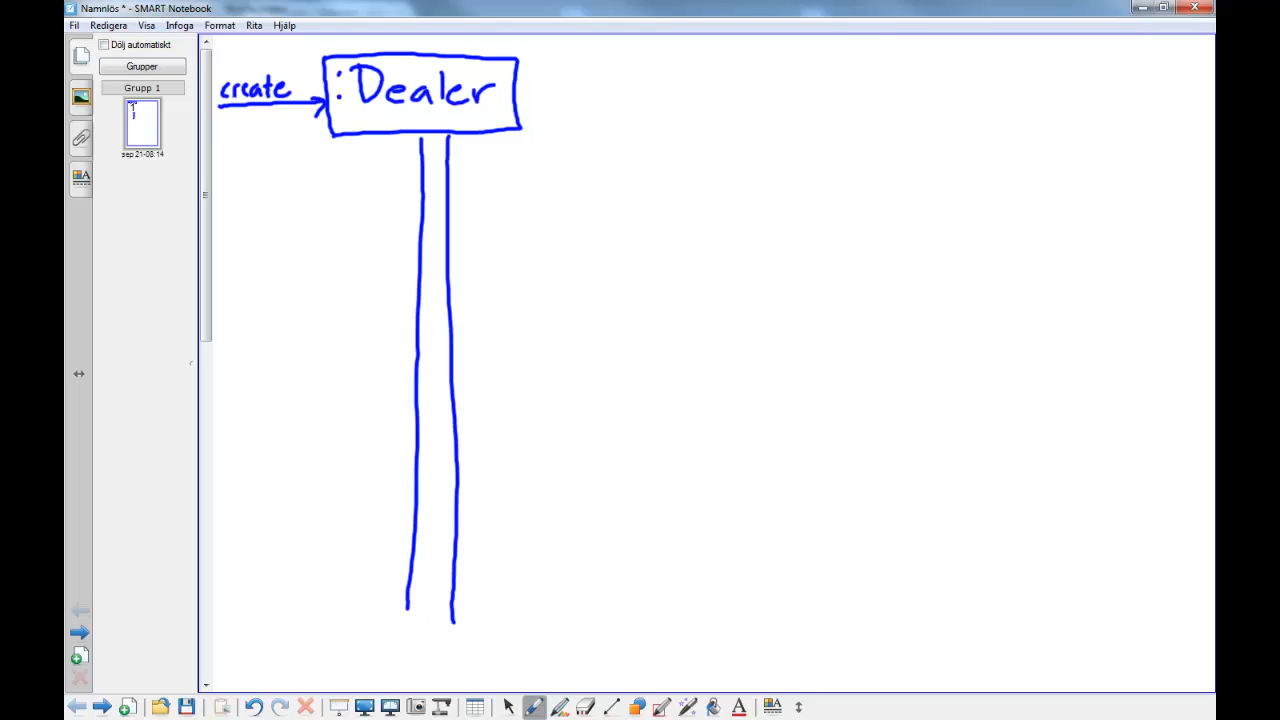 Namnlös * - SMART Notebook
Fil Redigera Visa Infoga Format Rita Hjälp
Dölj automatiskt
Grupper
Grupp 1
sep 21-08.14
create
:Dealer